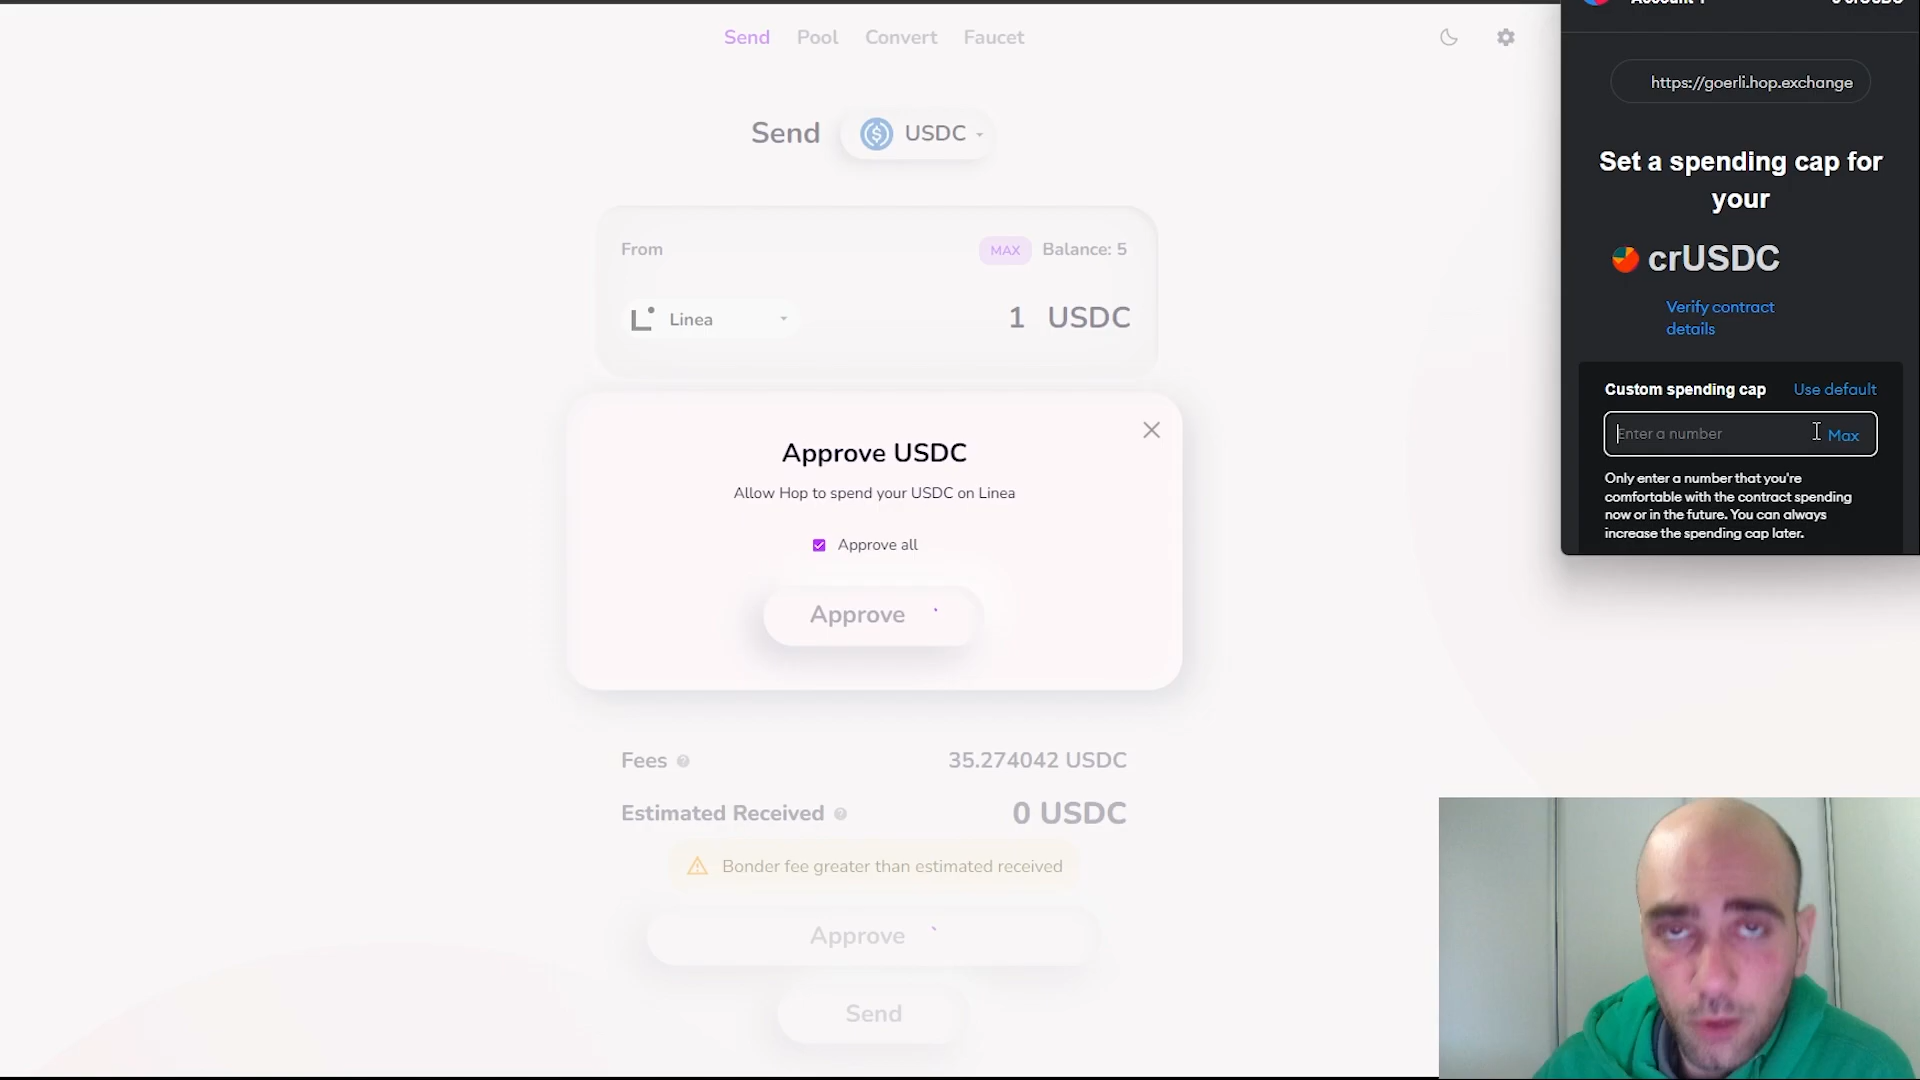 Send Pool Convert Faucet
Send USDC
From MAX Balance: 5
Linea 1 USDC
Approve USDC
Allow Hop to spend your USDC on Linea
Approve all
Approve
Fees 35.274042 USDC
Estimated Received 0 USDC
Bonder fee greater than estimated received
Approve
Send
https://goerli.hop.exchange
Set a spending cap for
your
crUSDC
Verify contract
details
Custom spending cap Use default
Enter a number Max
Only enter a number that you're
comfortable with the contract spending
now or in the future. You can always
increase the spending cap later.